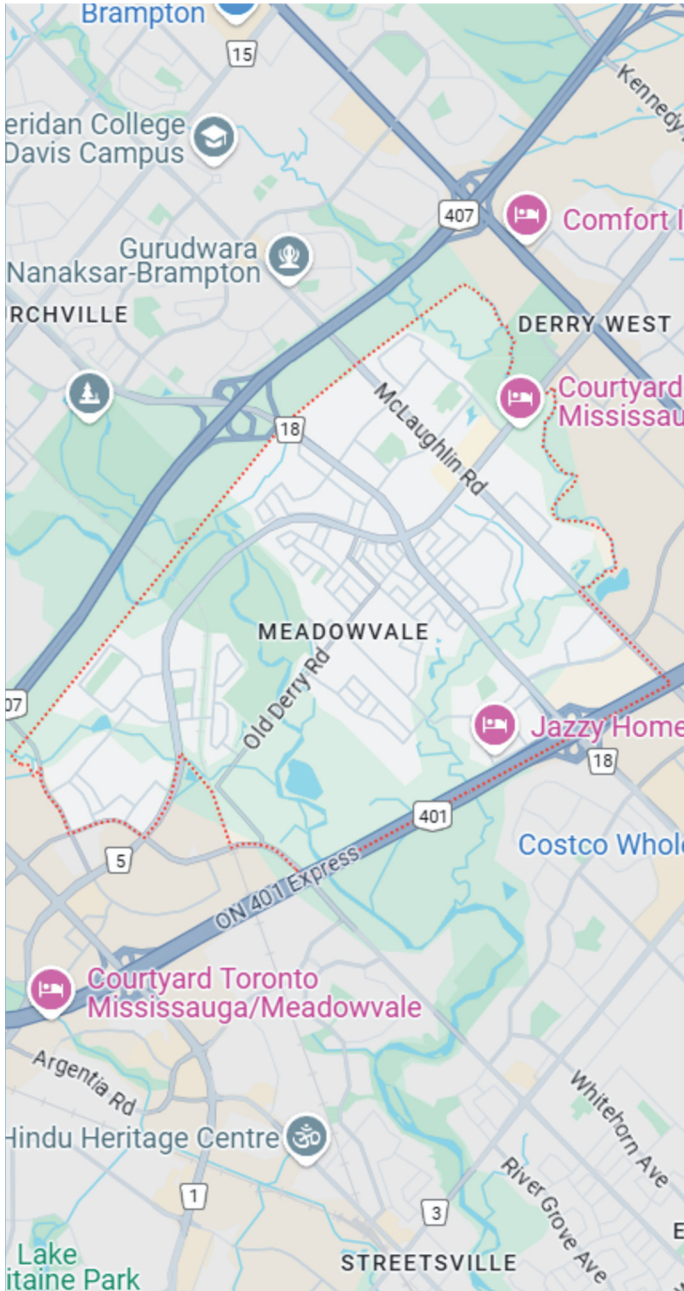 Brampton
15
eridan College
Davis Campus
Kennedy
407
Comfort I
Gurudwara
Nanaksar-Brampton
URCHVILLE
DERRY WEST
Courtyard
Mississau
McLaughlin Rd
18
MEADOWVALE
Old Derry Rd
07
Jazzy Home
18
401
Costco Whole
5
ON 401 Express
Courtyard Toronto
Mississauga/Meadowvale
Argentia Rd
Hindu Heritage Centre
Whitehorn Ave
River Grove Ave
1
3
E
Lake
itaine Park
STREETSVILLE